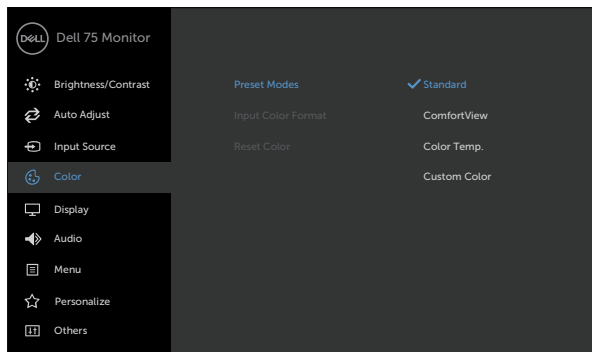 DELL Dell 75 Monitor
Brightness/Contrast
Auto Adjust
Input Source
Color
Display
Audio
Menu
Personalize
Others
Preset Modes
Input Color Format
Reset Color
Standard
ComfortView
Color Temp.
Custom Color